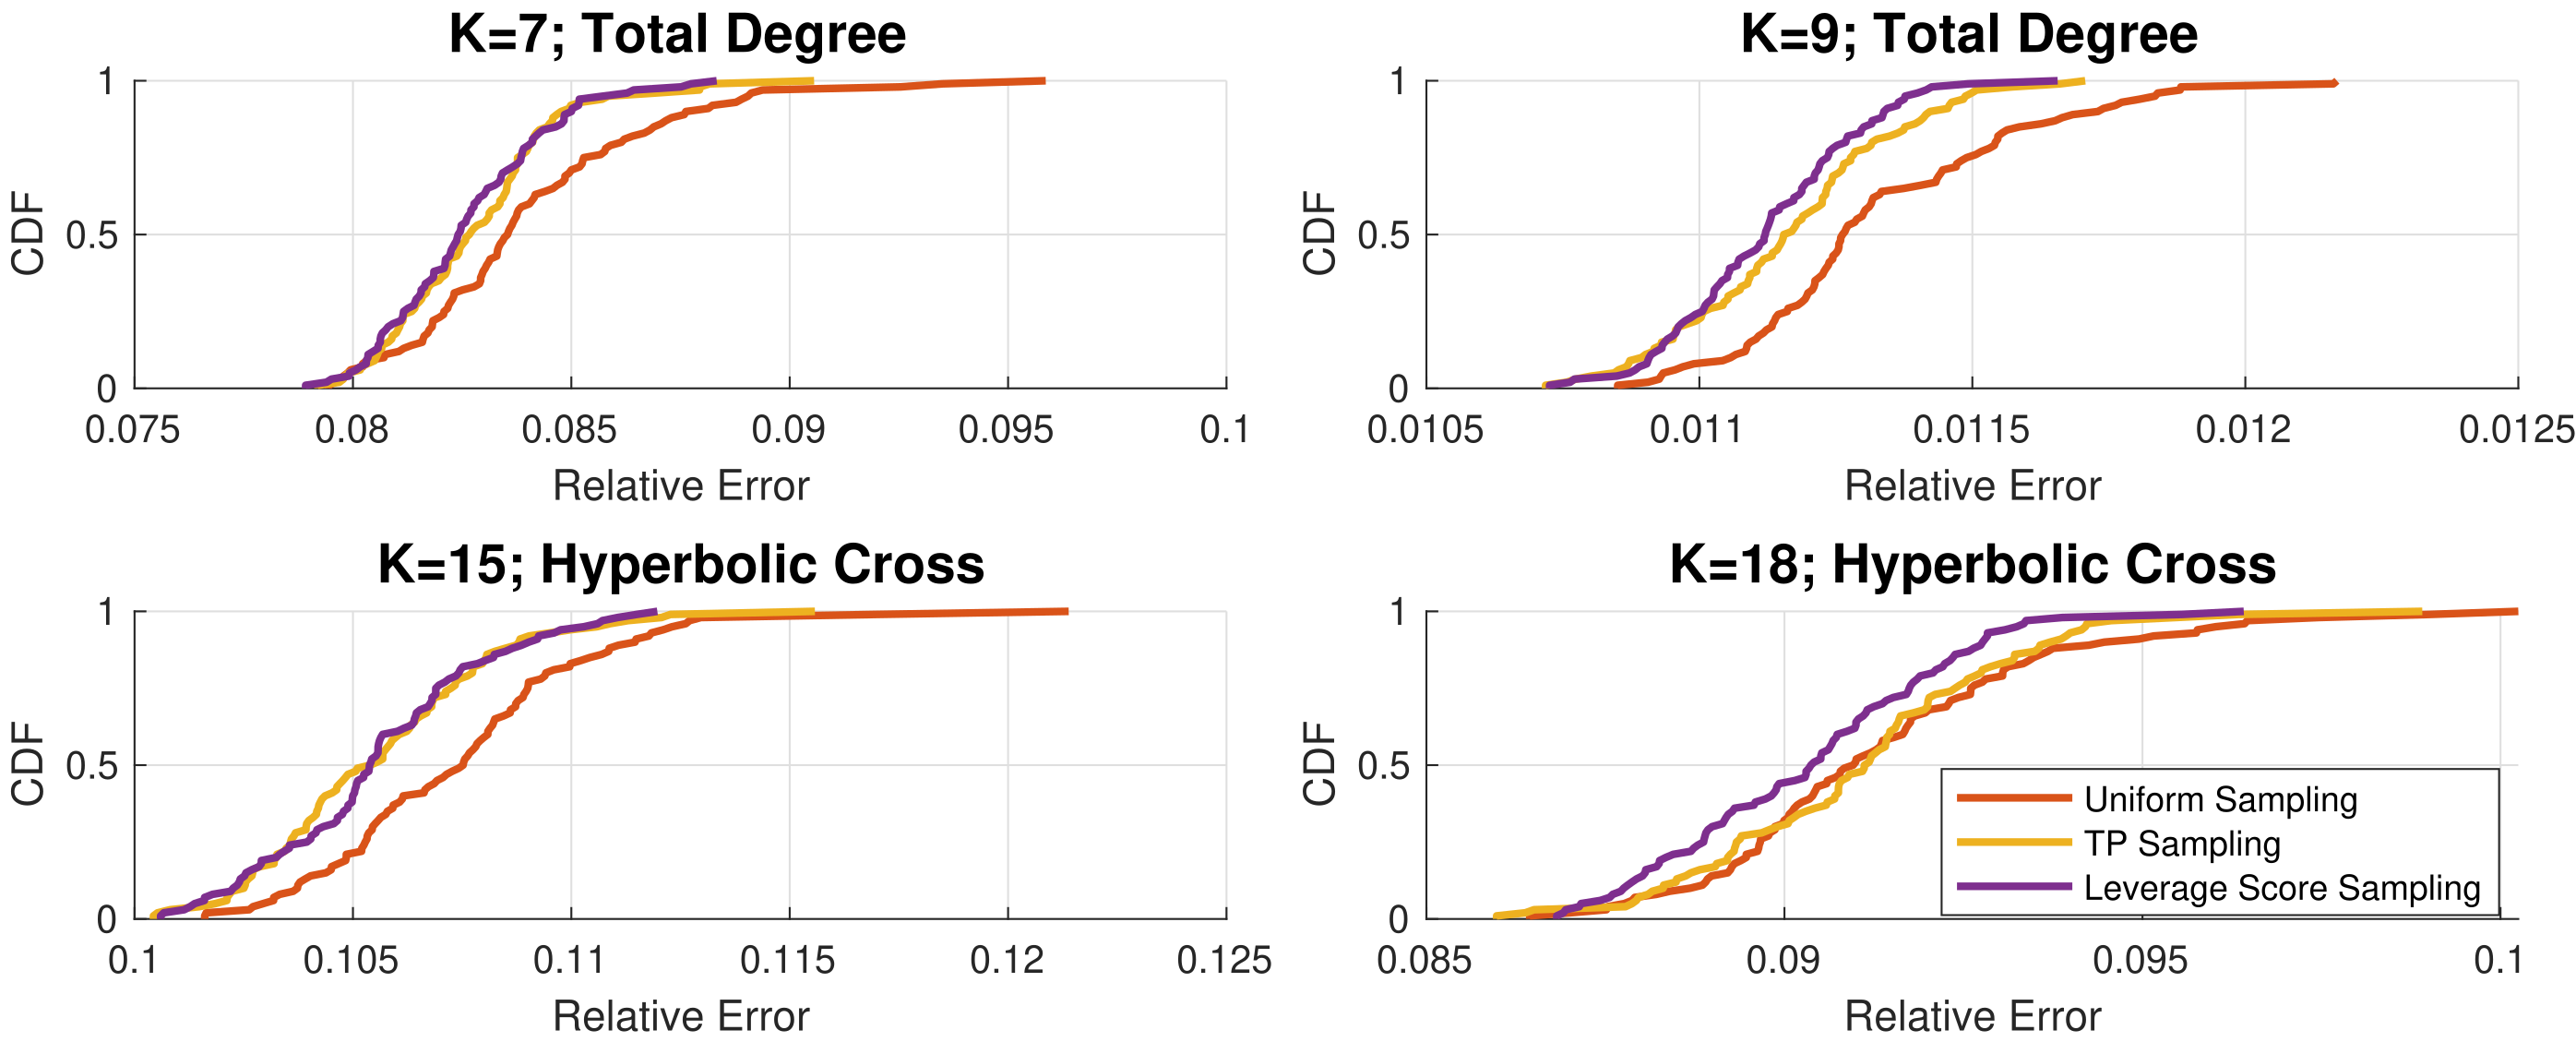 K=7; Total Degree
1
0.5
0
CDF
0.075 0.08 0.085 0.09 0.095 0.1
Relative Error
K=9; Total Degree
1
0.5
0
CDF
0.0105 0.011 0.0115 0.012 0.0125
Relative Error
K=15; Hyperbolic Cross
1
0.5
0
CDF
0.1 0.105 0.11 0.115 0.12 0.125
Relative Error
K=18; Hyperbolic Cross
1
0.5
0
CDF
Uniform Sampling
TP Sampling
Leverage Score Sampling
0.085 0.09 0.095 0.1
Relative Error